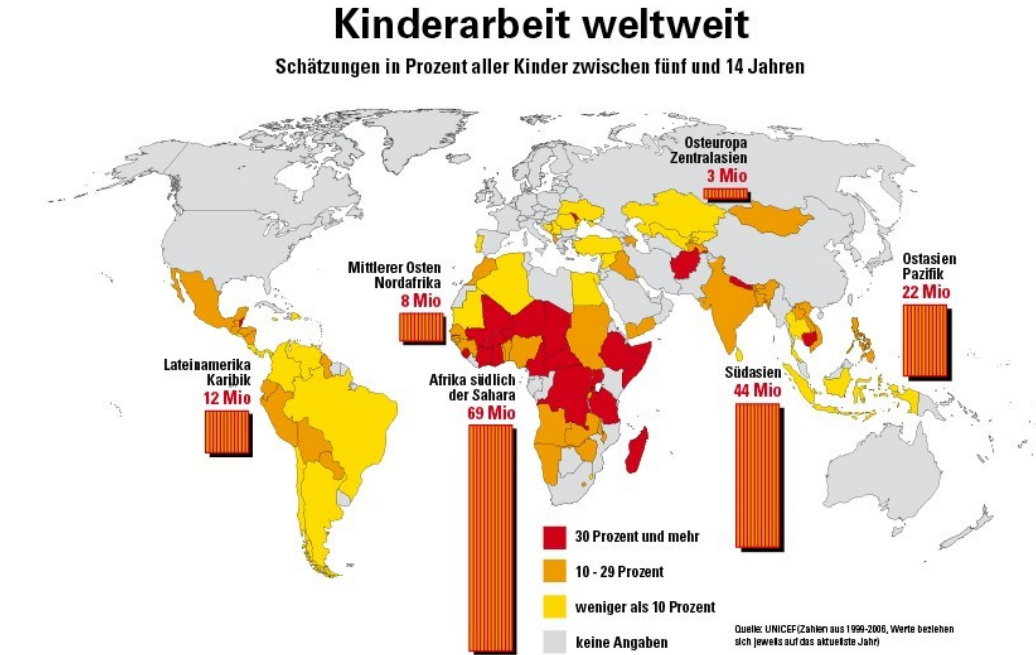 Kinderarbeit weltweit
Schätzungen in Prozent aller Kinder zwischen fünf und 14 Jahren
Osteuropa
Zentralasien
3 Mio
Mittlerer Osten
Nordafrika
8 Mio
Ostasien
Pazifik
22 Mio
Lateinamerika
Karibik
12 Mio
Afrika südlich
der Sahara
69 Mio
Südasien
44 Mio
30 Prozent und mehr
10 - 29 Prozent
weniger als 10 Prozent
keine Angaben
Quelle: UNICEF(Zahlen aus 1999-2006, Werte beziehen
sich jeweils auf das aktuellste Jahr)